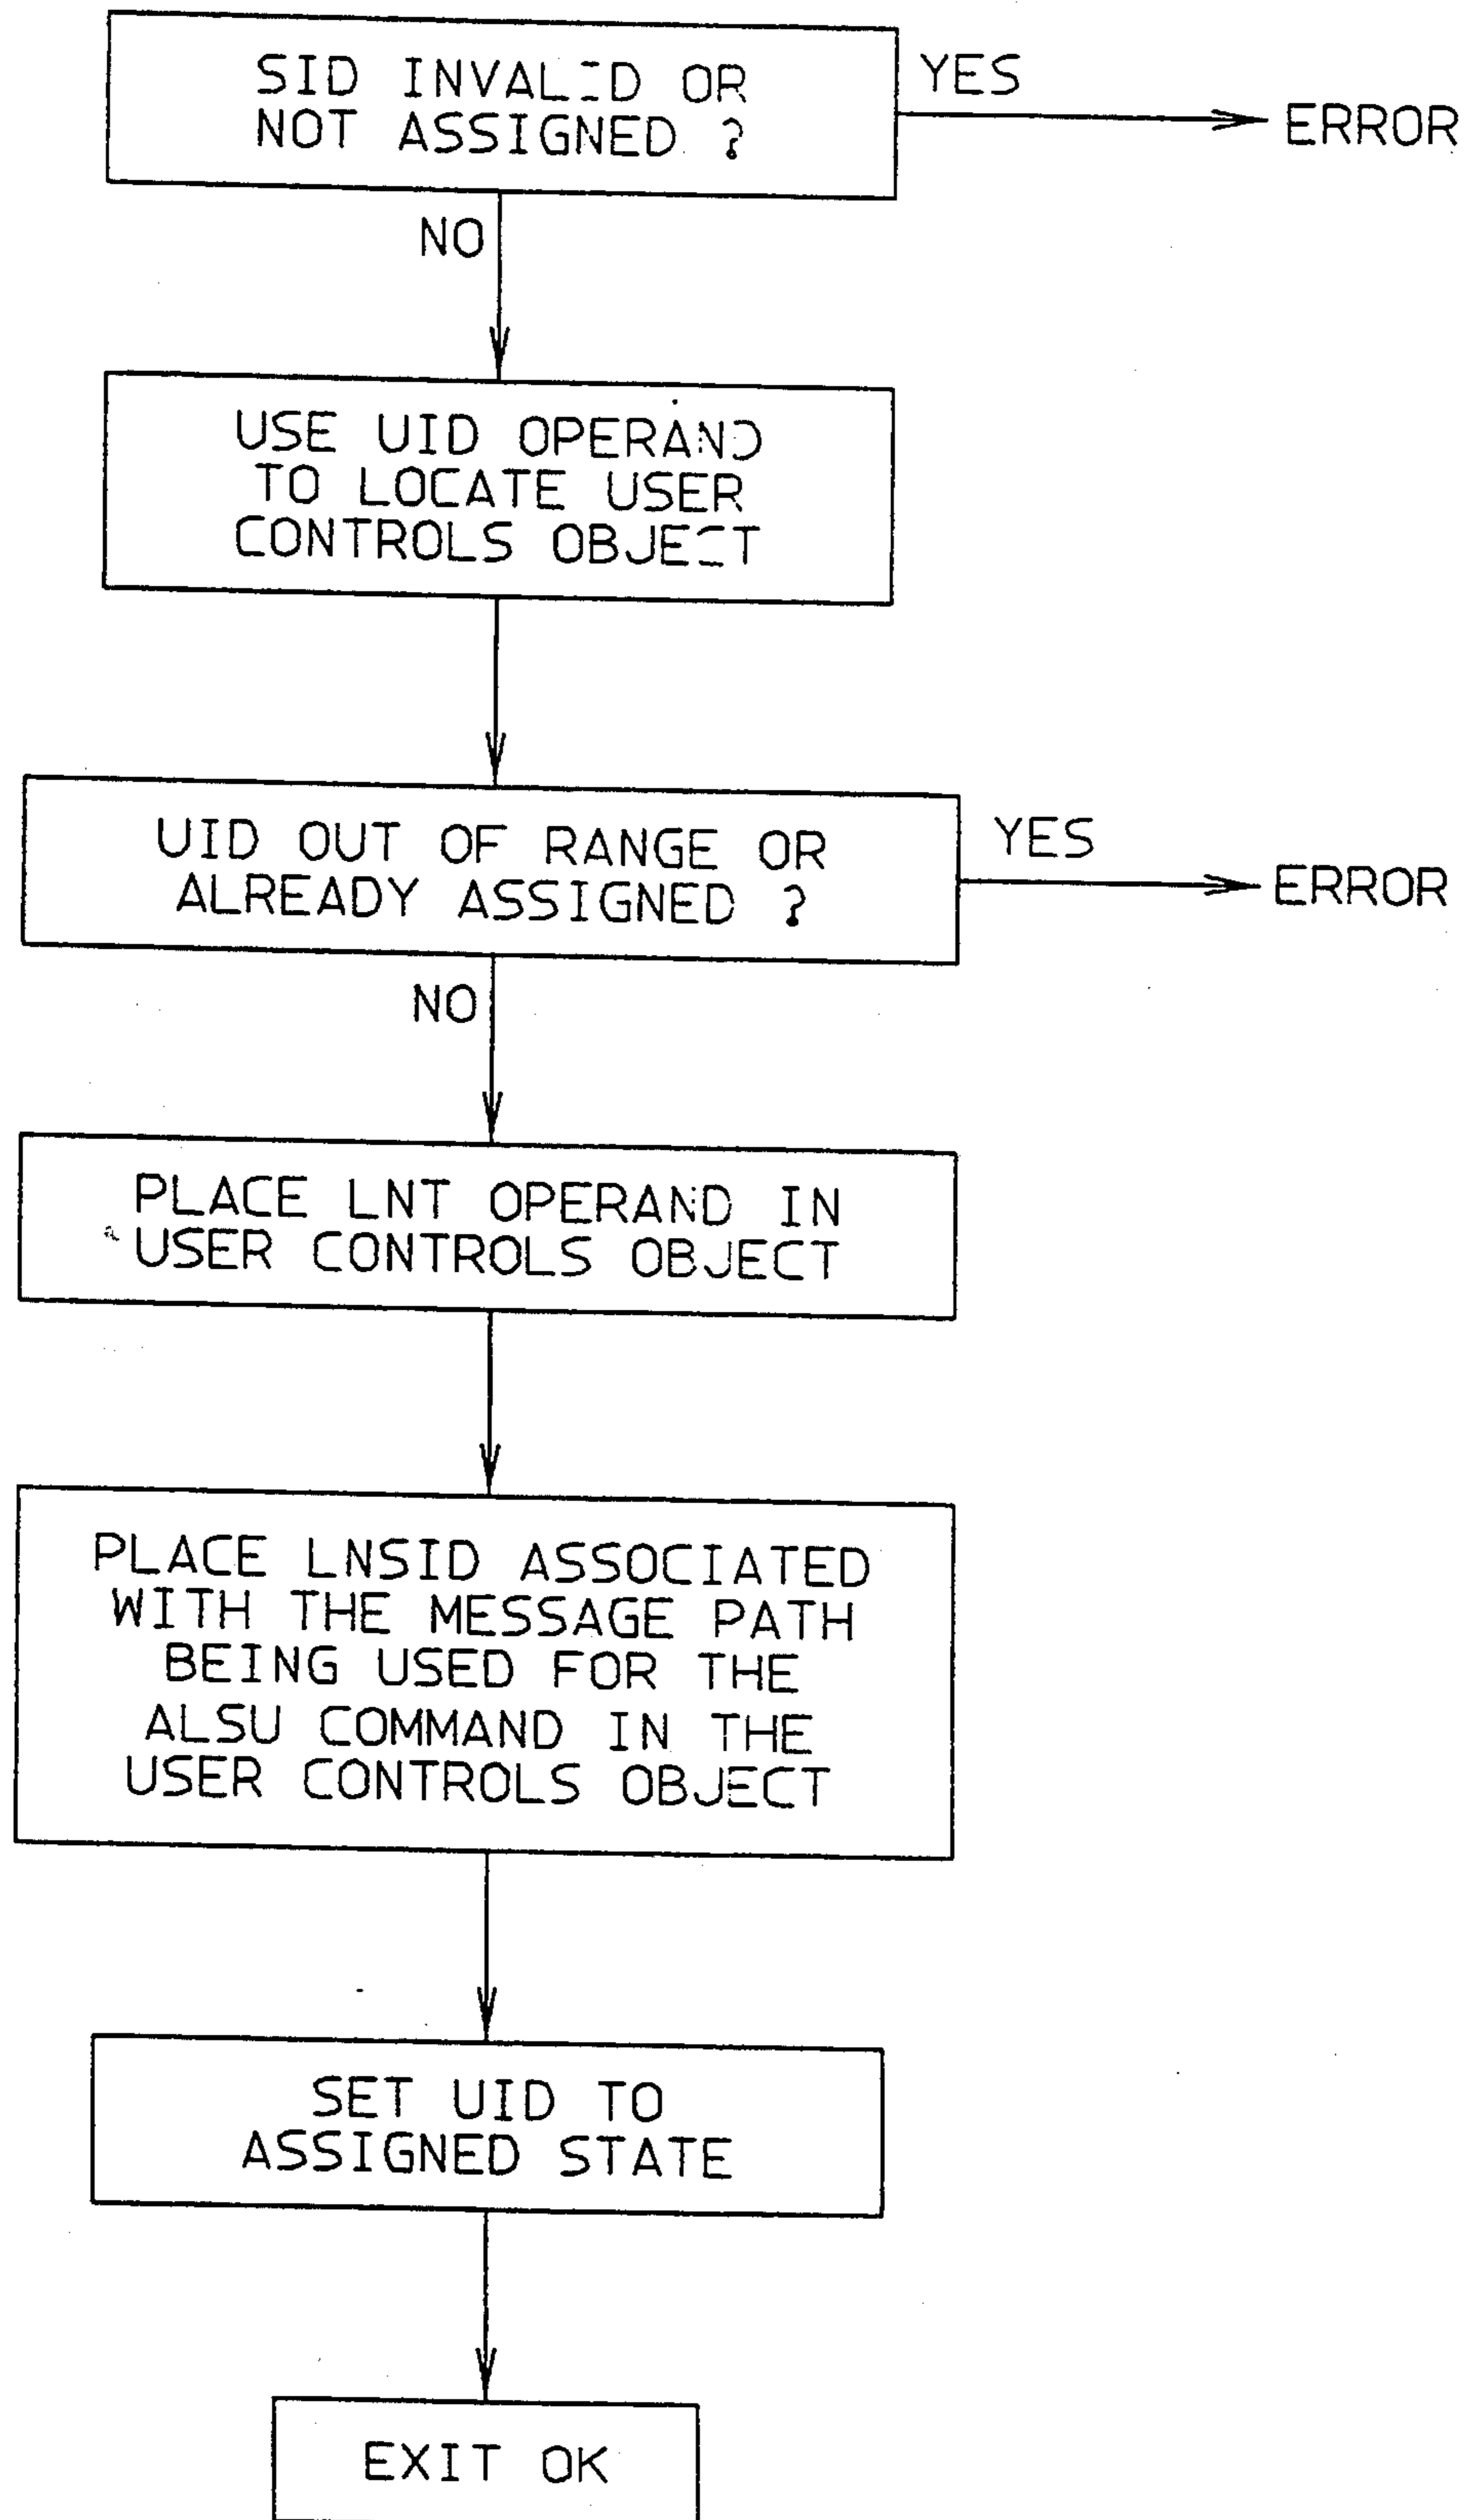 SID INVALID OR
NOT ASSIGNED ?
YES
ERROR
NO
USE UID OPERAND
TO LOCATE USER
CONTROLS OBJECT
UID OUT OF RANGE OR
ALREADY ASSIGNED ?
YES
ERROR
NO
PLACE LNT OPERAND IN
USER CONTROLS OBJECT
PLACE LNSID ASSOCIATED
WITH THE MESSAGE PATH
BEING USED FOR THE
ALSU COMMAND IN THE
USER CONTROLS OBJECT
SET UID TO
ASSIGNED STATE
EXIT OK